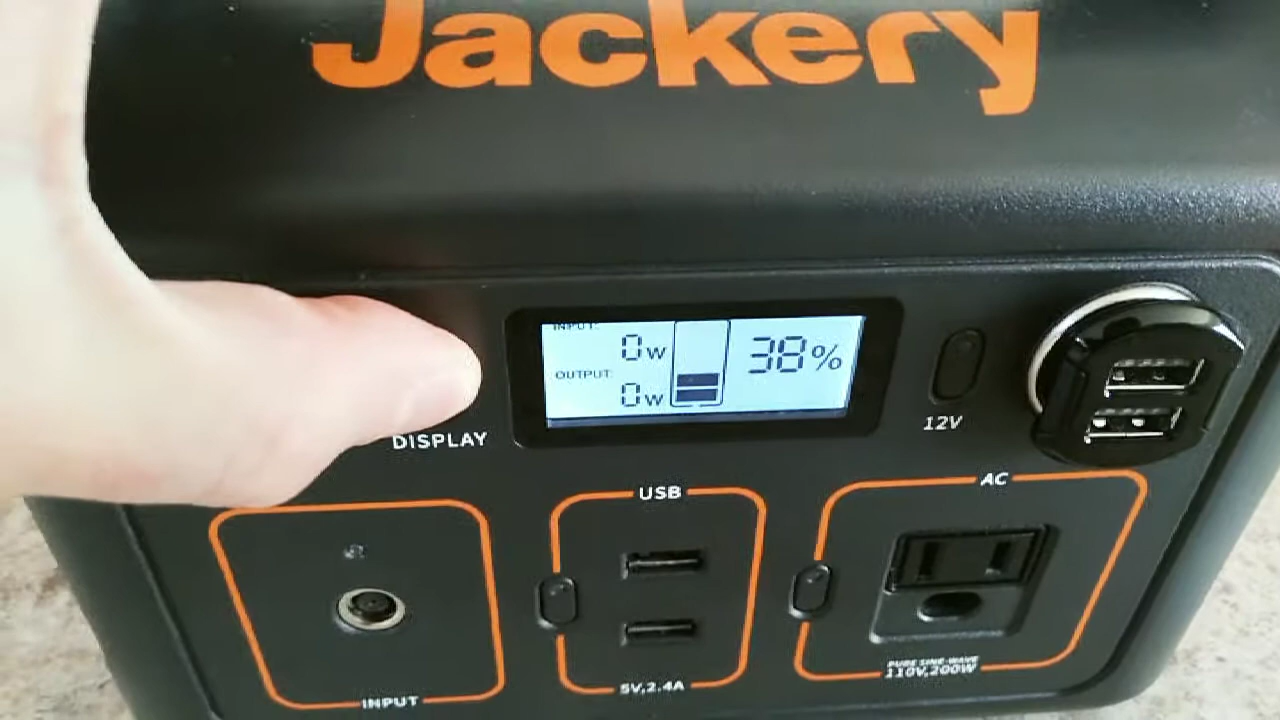 Jackery
INPUT:
0W
OUTPUT:
0W
38%
DISPLAY
12V
USB
AC
5V,2.4A
PURE SINE-WAVE
110V,200W
INPUT